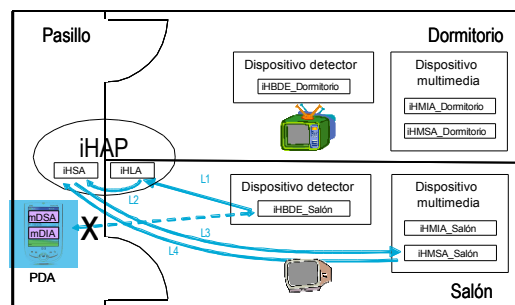 Pasillo
Dormitorio
Dispositivo detector
iHBDE_Dormitorio
Dispositivo
multimedia
iHMIA_Dormitorio
iHMSA_Dormitorio
iHAP
iHSA
iHLA
L1
L2
L3
L4
Dispositivo detector
iHBDE_Salón
Dispositivo
multimedia
iHMIA_Salón
iHMSA_Salón
mDSA
mDIA
X
PDA
Salón